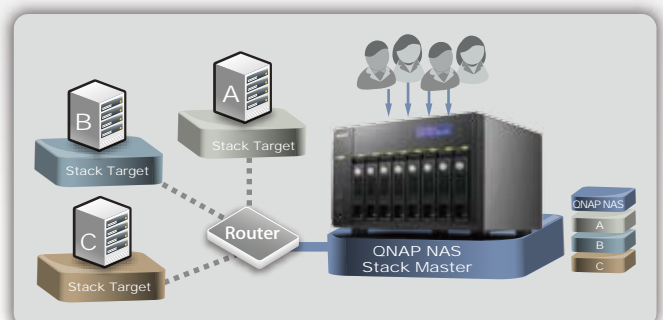 A
Stack Target
B
Stack Target
C
Stack Target
Router
QNAP NAS
Stack Master
QNAP NAS
A
B
C